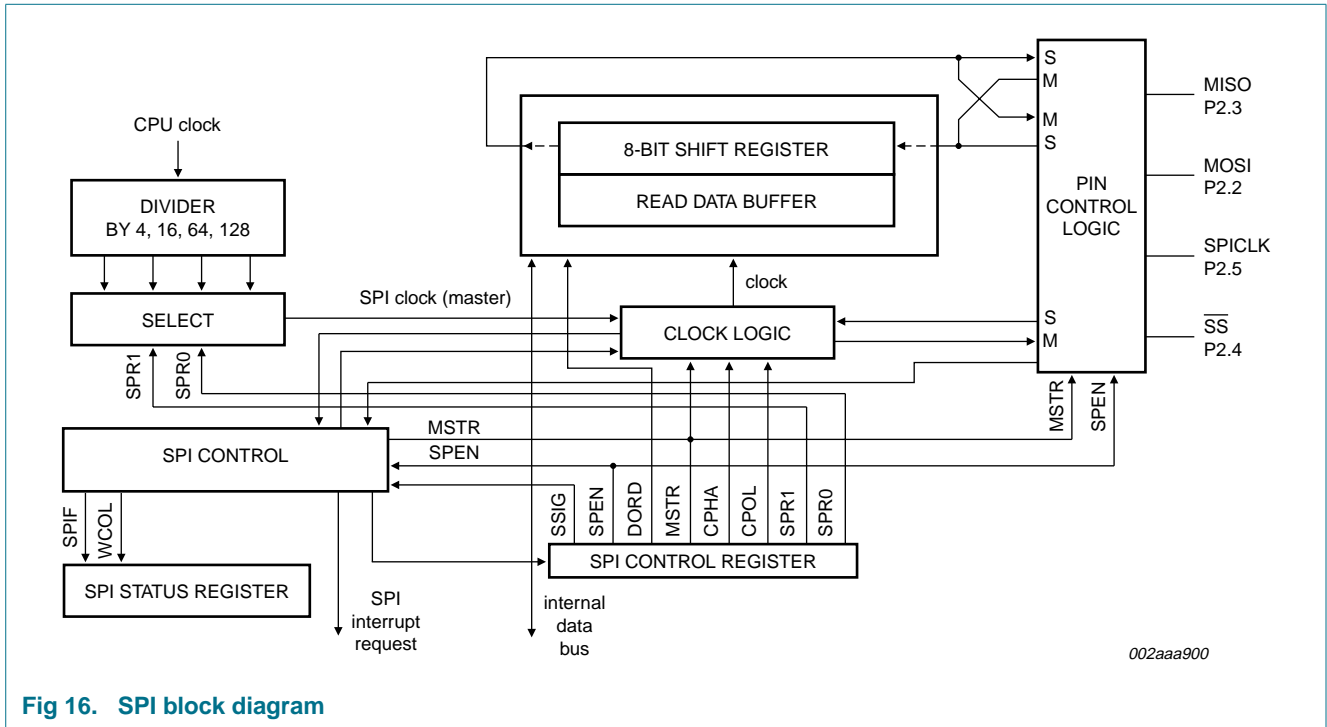 CPU clock
DIVIDER
BY 4, 16, 64, 128
SELECT
SPR1
SPR0
SPI clock (master)
8-BIT SHIFT REGISTER
READ DATA BUFFER
clock
CLOCK LOGIC
S
M
M
S
PIN
CONTROL
LOGIC
S
M
MISO
P2.3
MOSI
P2.2
SPICLK
P2.5
SS
P2.4
MSTR
SPEN
SPI CONTROL
MSTR
SPEN
SPIF
WCOL
SPI STATUS REGISTER
SSIG
SPEN
DORD
MSTR
CPHA
CPOL
SPR1
SPR0
SPI CONTROL REGISTER
SPI
interrupt
request
internal
data
bus
002aaa900
Fig 16. SPI block diagram